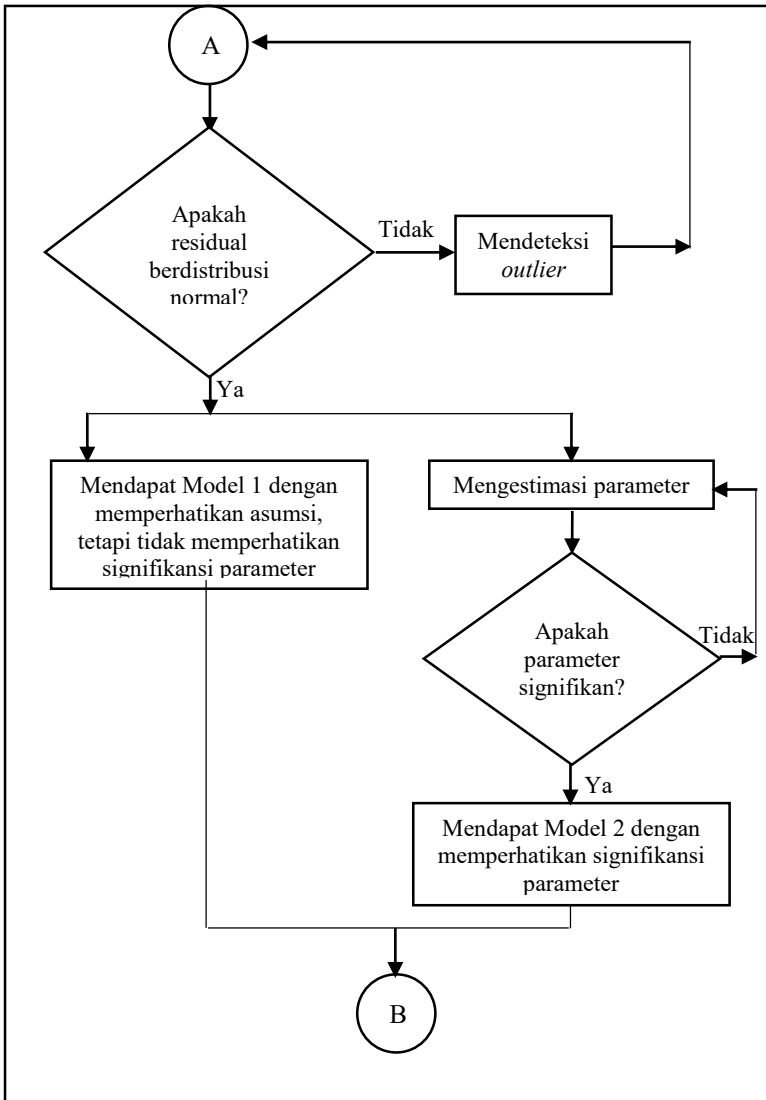 A
Apakah
residual
berdistribusi
normal?
Tidak
Mendeteksi
outlier
Ya
Mendapat Model 1 dengan
memperhatikan asumsi,
tetapi tidak memperhatikan
signifikansi parameter
Mengestimasi parameter
Apakah
parameter
signifikan?
Tidak
Ya
Mendapat Model 2 dengan
memperhatikan signifikansi
parameter
B